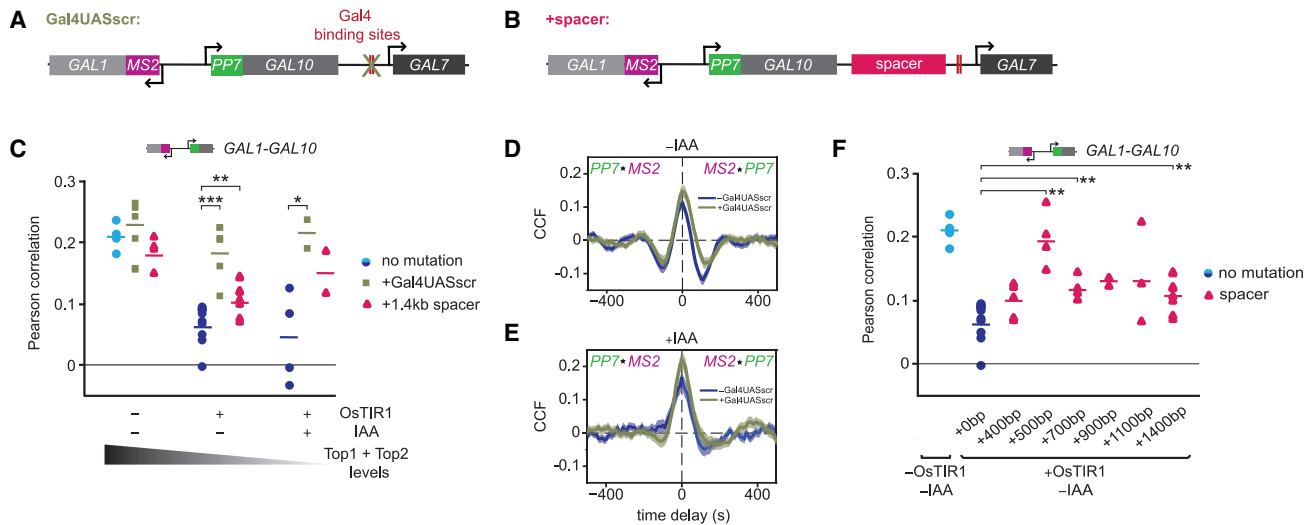 A
Gal4UASscr:
Gal4
binding sites
GAL1 MS2 PP7 GAL10 GAL7
B
+spacer:
GAL1 MS2 PP7 GAL10 spacer GAL7
C
GAL1-GAL10
Pearson correlation
0.3
0.2
0.1
0
** 
***
*
no mutation
+Gal4UASscr
+1.4kb spacer
– + + OsTIR1
– – + IAA
Top1 + Top2
levels
D
–IAA
PP7⋆MS2 MS2⋆PP7
–Gal4UASscr
+Gal4UASscr
CCF
0.2
0.1
0
-0.1
−400 0 400
E
+IAA
PP7⋆MS2 MS2⋆PP7
–Gal4UASscr
+Gal4UASscr
CCF
0.2
0.1
0
-0.1
−400 0 400
time delay (s)
F
GAL1-GAL10
Pearson correlation
0.3
0.2
0.1
0
**
**
**
no mutation
spacer
+0bp
+400bp
+500bp
+700bp
+900bp
+1100bp
+1400bp
–OsTIR1
–IAA
+OsTIR1
–IAA